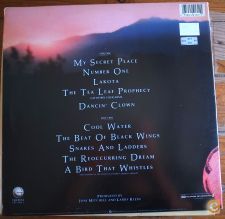 My Secret Place
Number One
Lakota
The Tea Leaf Prophecy
Dancin' Clown
Cool Water
The Beat Of Black Wings
Snakes And Ladders
The Reoccurring Dream
A Bird That Whistles
Produced by
Joni Mitchell and Larry Klein